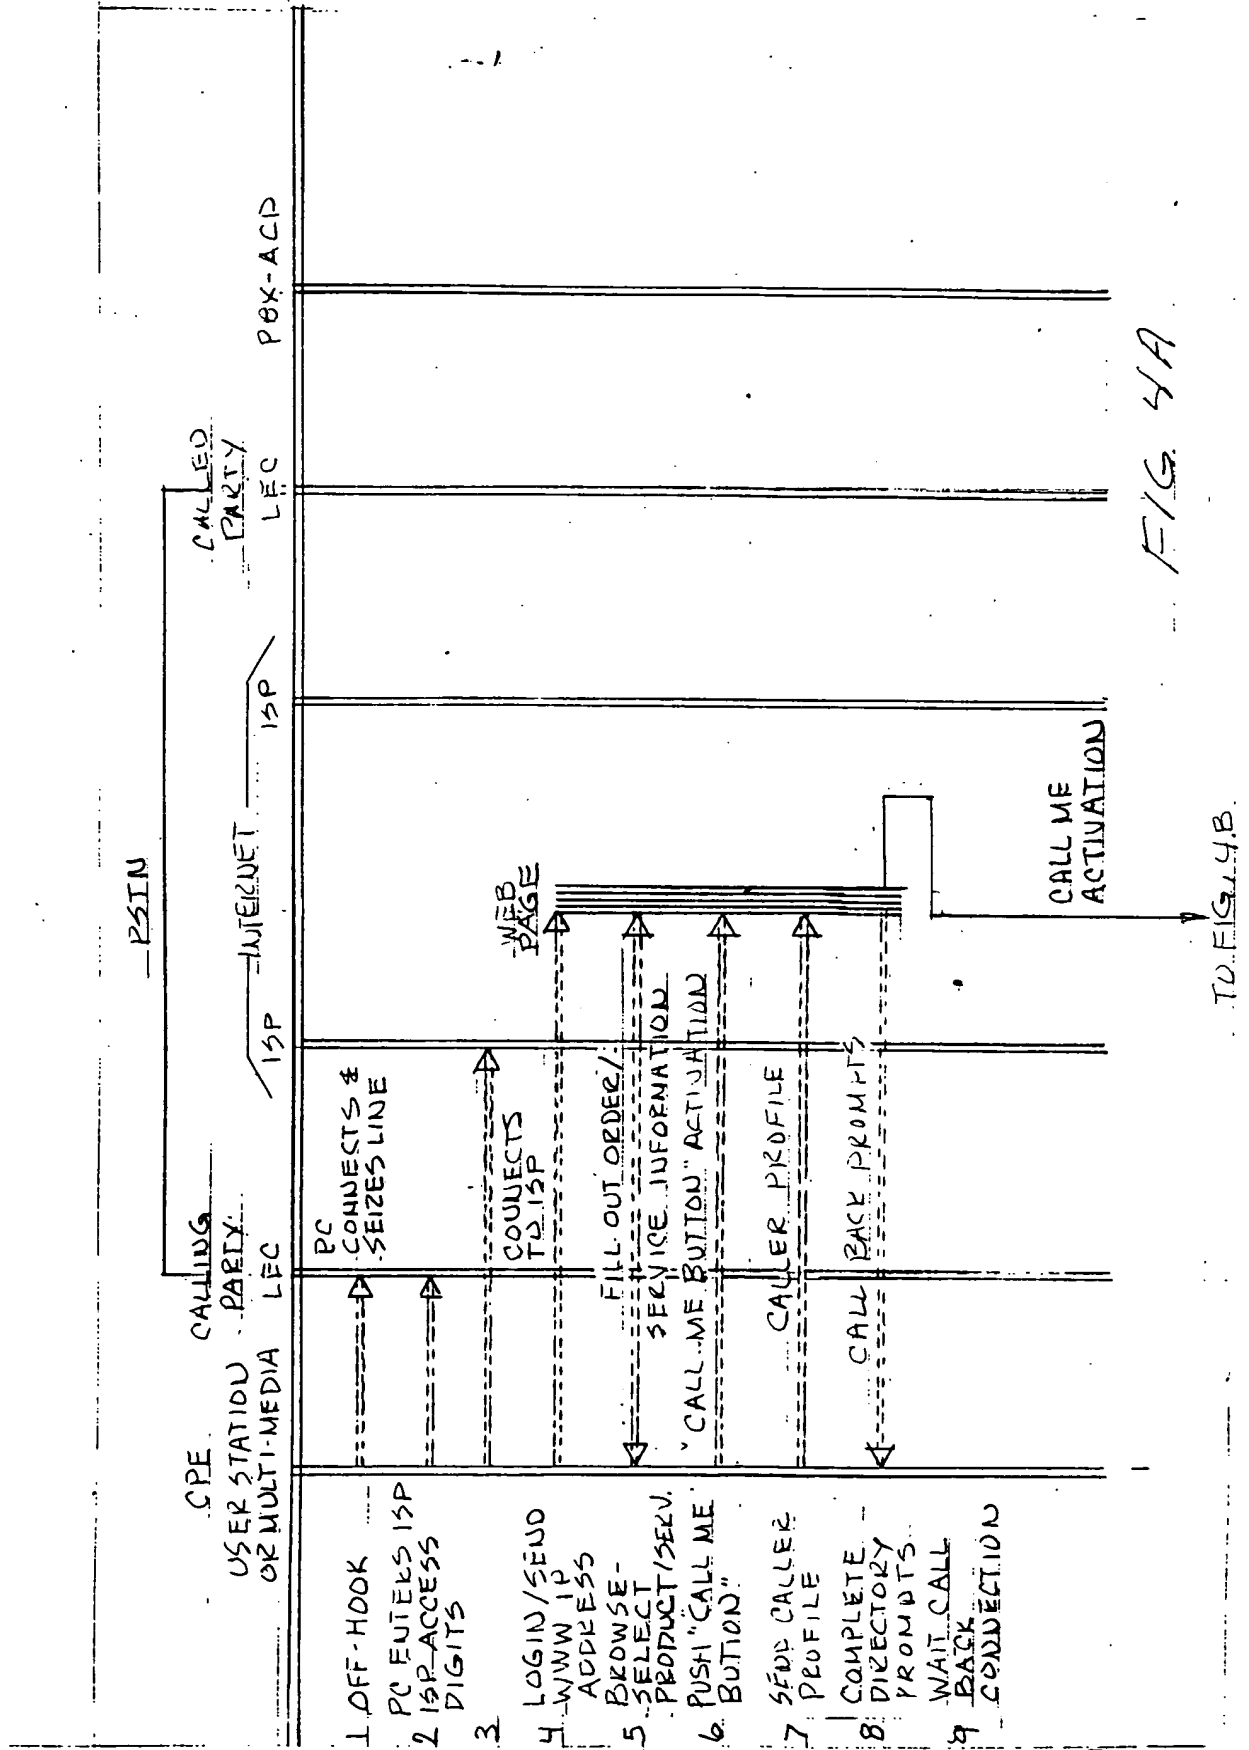 PSTN
CPE
CALLING
PARTY
INTERNET
CALLED
PARTY
USER STATION
OR MULTI-MEDIA
LEC
ISP
ISP
LEC
PBX-ACD
1 OFF-HOOK
PC
CONNECTS &
SEIZES LINE
PC ENTERS ISP
2 ISP ACCESS
DIGITS
3
CONNECTS
TO ISP
WEB
PAGE
LOGIN/SEND
4 WWW IP
ADDRESS
BROWSE-
5 SELECT
PRODUCT/SERV.
FILL OUT ORDER/
SERVICE INFORMATION
6 PUSH "CALL ME
BUTTON"
"CALL ME BUTTON" ACTIVATION
7 SEND CALLER
PROFILE
CALLER PROFILE
COMPLETE
8 DIRECTORY
PROMPTS
CALL BACK PROMPTS
WAIT CALL
9 BACK
CONNECTION
CALL ME
ACTIVATION
TO FIG. 4B.
FIG. 4A